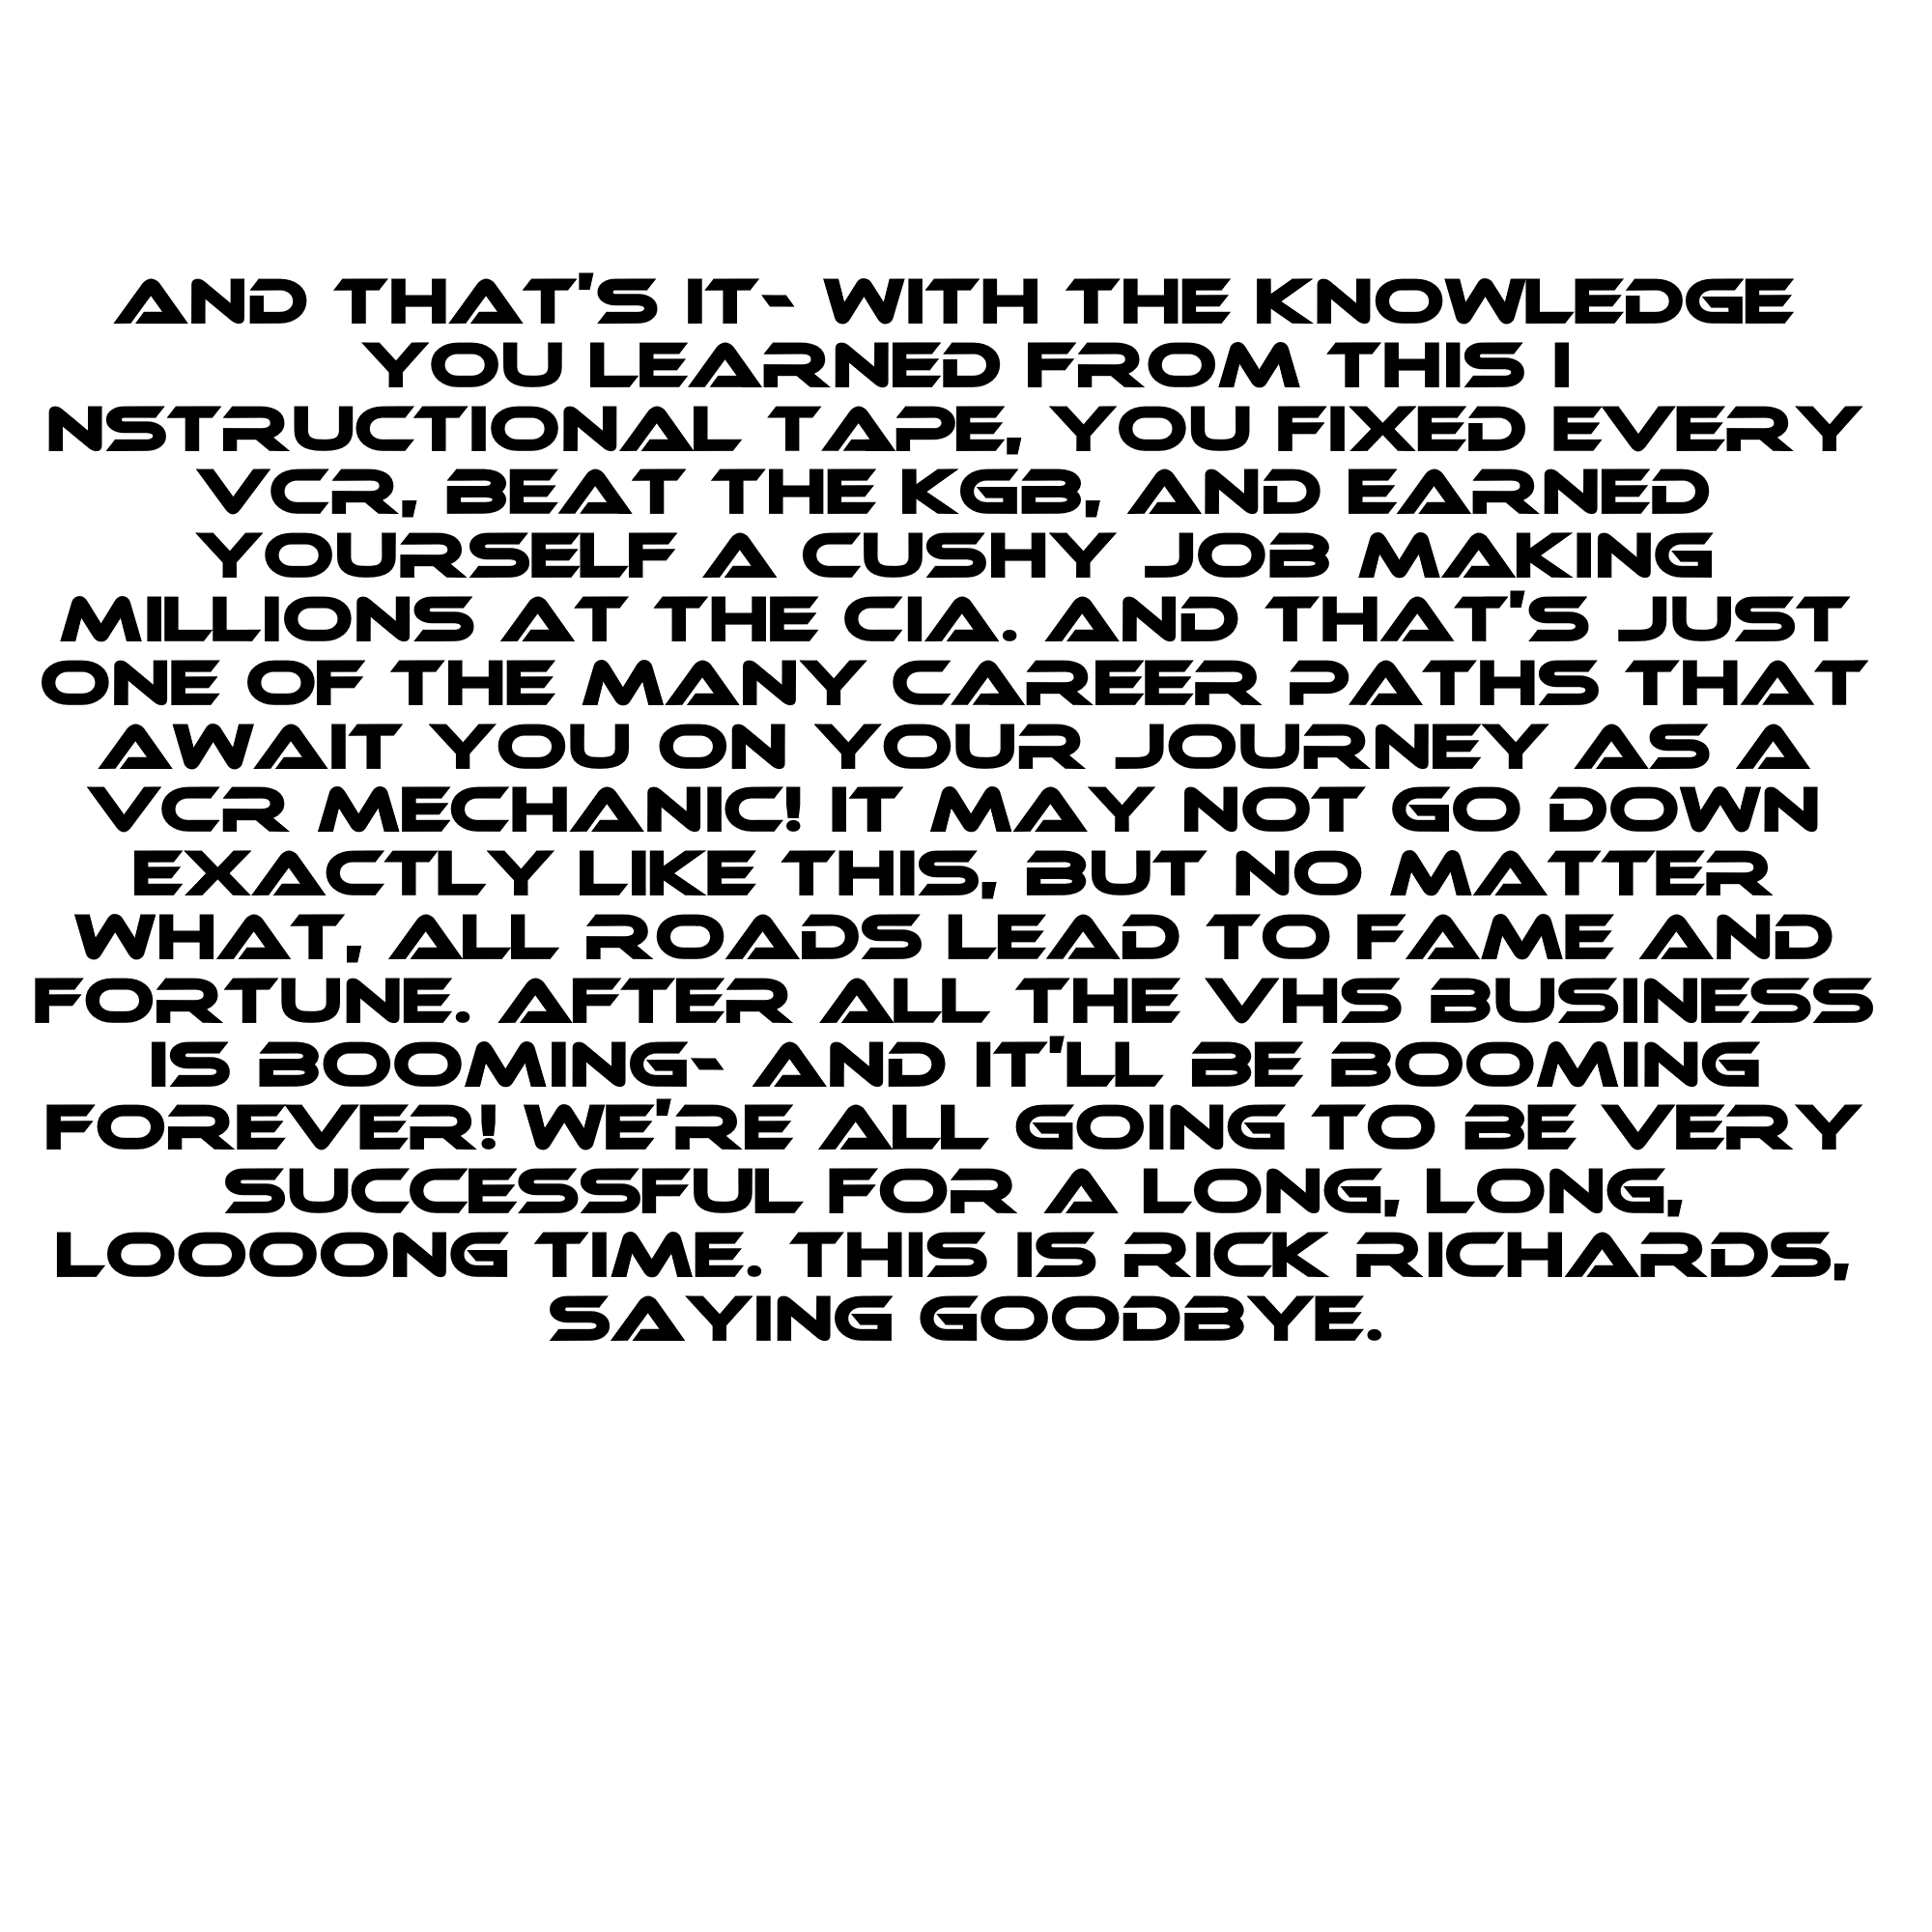 AND THAT'S IT- WITH THE KNOWLEDGE
YOU LEARNED FROM THIS I
NSTRUCTIONAL TAPE, YOU FIXED EVERY
VCR, BEAT THE KGB, AND EARNED
YOURSELF A CUSHY JOB MAKING
MILLIONS AT THE CIA. AND THAT'S JUST
ONE OF THE MANY CAREER PATHS THAT
AWAIT YOU ON YOUR JOURNEY AS A
VCR MECHANIC! IT MAY NOT GO DOWN
EXACTLY LIKE THIS, BUT NO MATTER
WHAT, ALL ROADS LEAD TO FAME AND
FORTUNE. AFTER ALL THE VHS BUSINESS
IS BOOMING- AND IT'LL BE BOOMING
FOREVER! WE'RE ALL GOING TO BE VERY
SUCCESSFUL FOR A LONG, LONG,
LOOOONG TIME. THIS IS RICK RICHARDS,
SAYING GOODBYE.